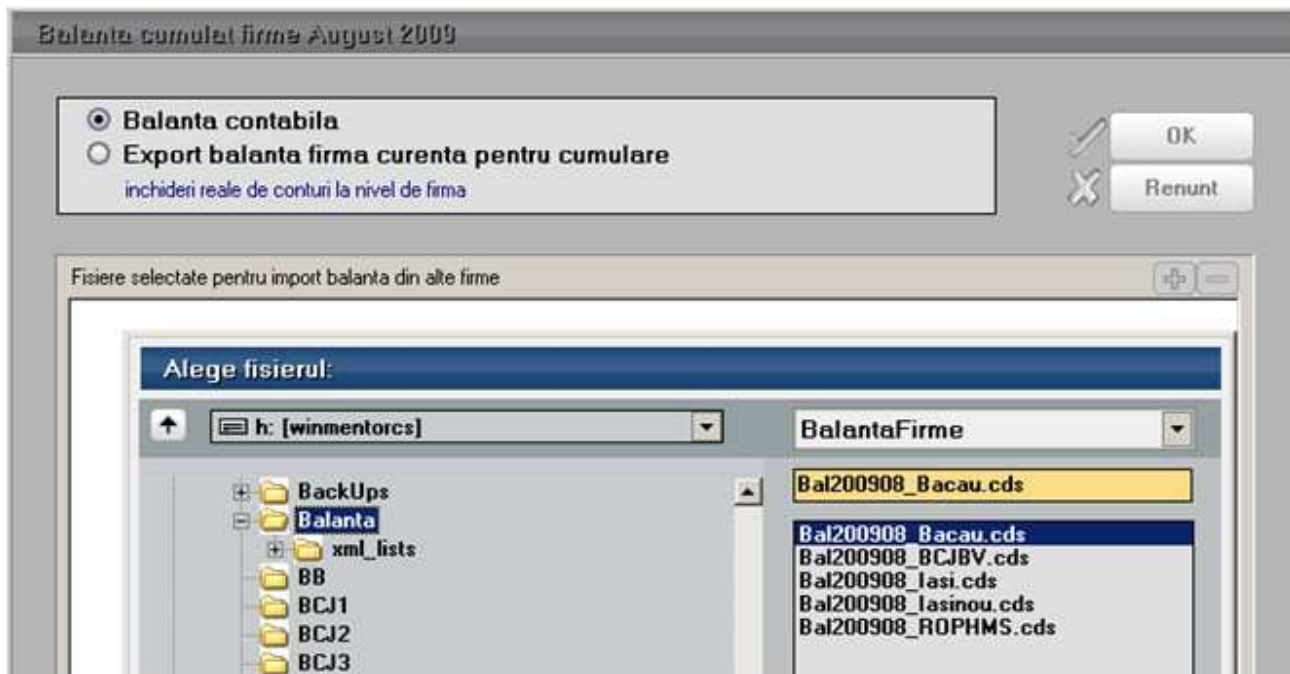 Balanta cumulat firme August 2009
Balanta contabila
Export balanta firma curenta pentru cumulare
inchideri reale de conturi la nivel de firma
OK
Renunt
Fisiere selectate pentru import balanta din alte firme
Alege fisierul:
h: [winmentorcs]
BalantaFirme
BackUps
Balanta
xml_lists
BB
BCJ1
BCJ2
BCJ3
Bal200908_Bacau.cds
Bal200908_Bacau.cds
Bal200908_BCJBV.cds
Bal200908_Iasi.cds
Bal200908_Iasinou.cds
Bal200908_ROPHMS.cds